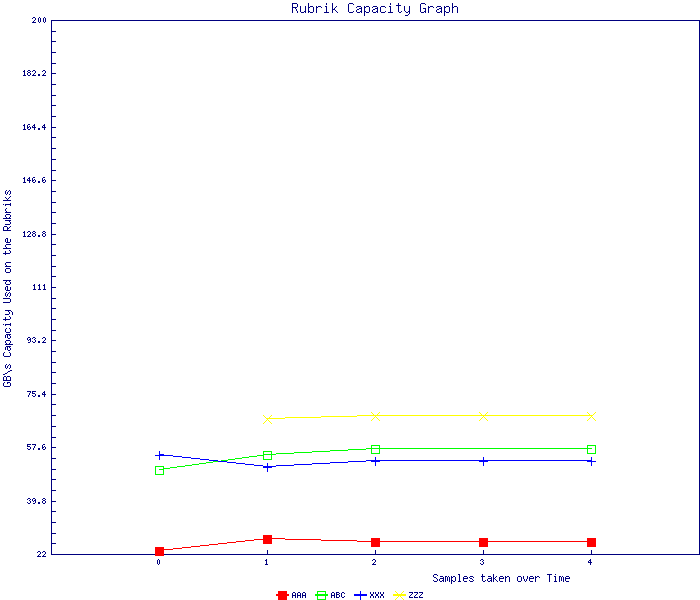 Rubrik Capacity Graph
200
182.2
164.4
146.6
128.8
111
93.2
75.4
57.6
39.8
22
GB\s Capacity Used on the Rubriks
0 1 2 3 4
Samples taken over Time
AAA ABC XXX ZZZ